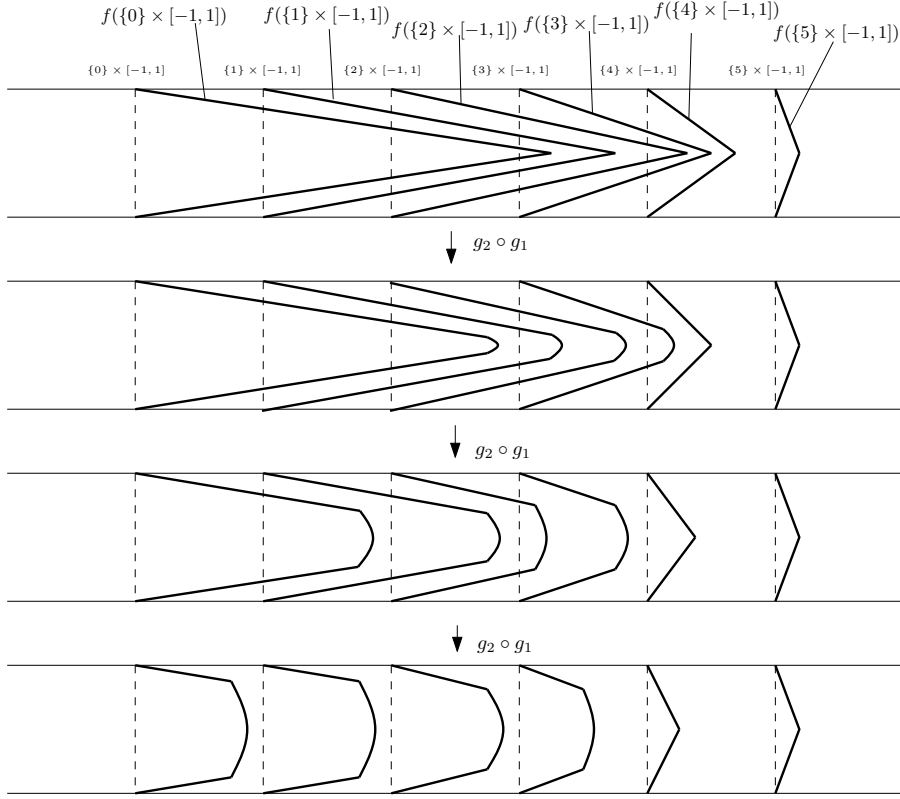 f({0} × [−1, 1])
f({1} × [−1, 1])
f({2} × [−1, 1])
f({3} × [−1, 1])
f({4} × [−1, 1])
f({5} × [−1, 1])
{0} × [−1, 1]
{1} × [−1, 1]
{2} × [−1, 1]
{3} × [−1, 1]
{4} × [−1, 1]
{5} × [−1, 1]
g₂ ∘ g₁
g₂ ∘ g₁
g₂ ∘ g₁